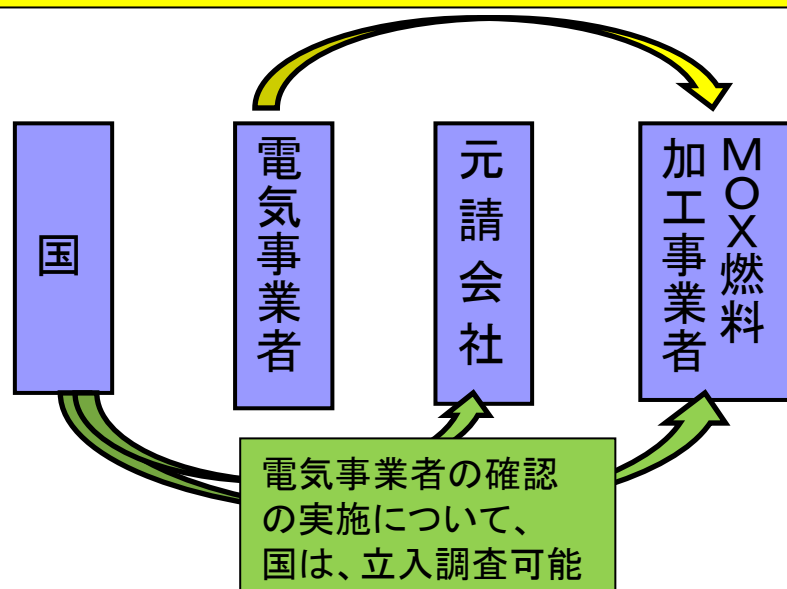 国
電気事業者
元請会社
MOX燃料
加工事業者
電気事業者の確認
の実施について、
国は、立入調査可能